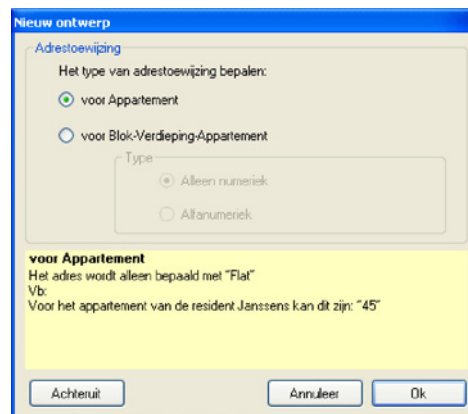 Nieuw ontwerp
Adrestoewijzing
Het type van adrestoewijzing bepalen:
voor Appartement
voor Blok-Verdieping-Appartement
Type
Alleen numeriek
Alfanumeriek
voor Appartement
Het adres wordt alleen bepaald met "Flat"
Vb:
Voor het appartement van de resident Janssens kan dit zijn: "45"
Achteruit
Annuleer
Ok